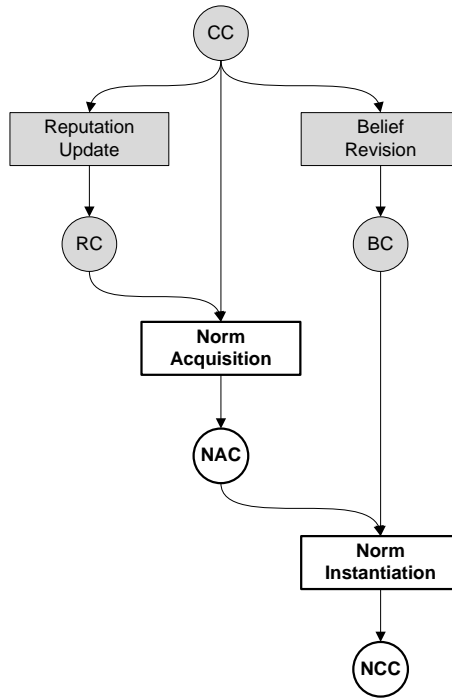 CC
Reputation
Update
Belief
Revision
RC
BC
Norm
Acquisition
NAC
Norm
Instantiation
NCC